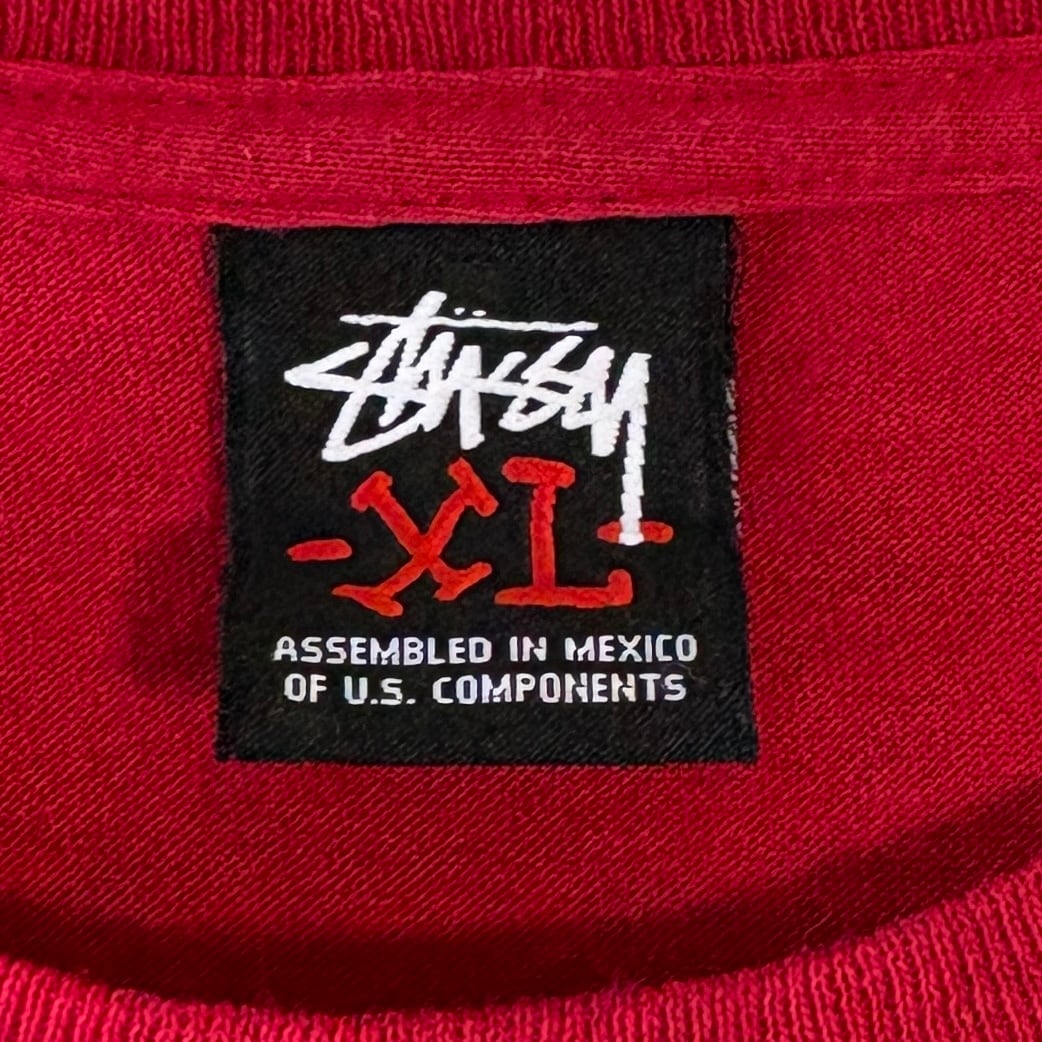 Stüssy
-XL-
ASSEMBLED IN MEXICO
OF U.S. COMPONENTS